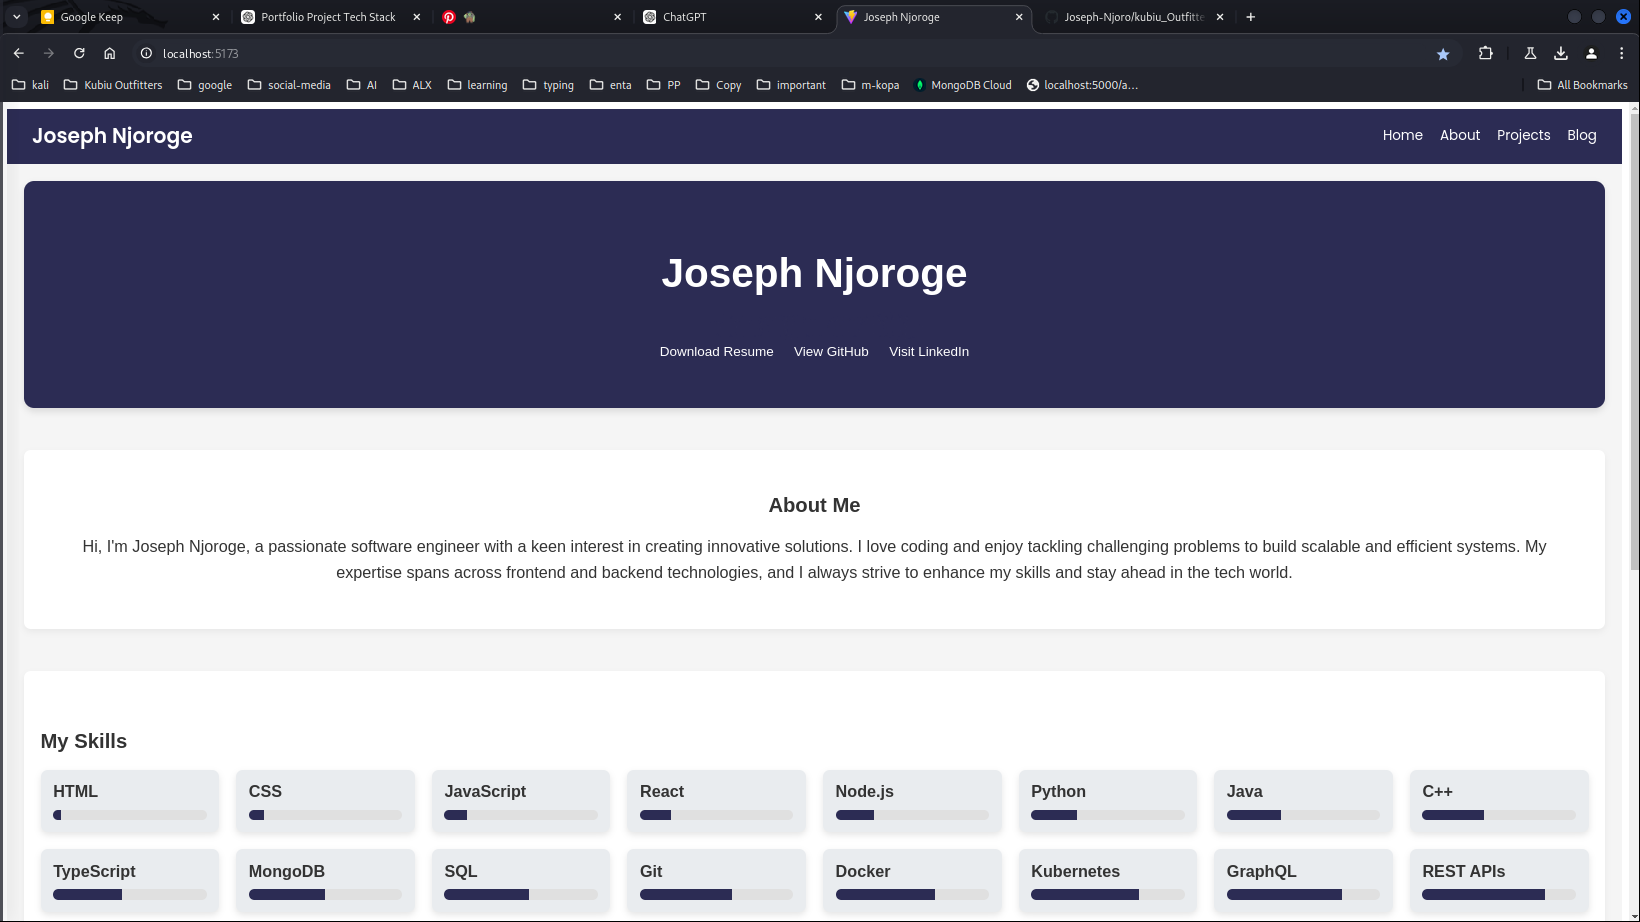 Google Keep
Portfolio Project Tech Stack
ChatGPT
Joseph Njoroge
Joseph-Njoro/kubiu_Outfitte
localhost:5173
kali
Kubiu Outfitters
google
social-media
AI
ALX
learning
typing
enta
PP
Copy
important
m-kopa
MongoDB Cloud
localhost:5000/a...
All Bookmarks
Joseph Njoroge
Home
About
Projects
Blog
Joseph Njoroge
Download Resume
View GitHub
Visit LinkedIn
About Me
Hi, I'm Joseph Njoroge, a passionate software engineer with a keen interest in creating innovative solutions. I love coding and enjoy tackling challenging problems to build scalable and efficient systems. My
expertise spans across frontend and backend technologies, and I always strive to enhance my skills and stay ahead in the tech world.
My Skills
HTML
CSS
JavaScript
React
Node.js
Python
Java
C++
TypeScript
MongoDB
SQL
Git
Docker
Kubernetes
GraphQL
REST APIs